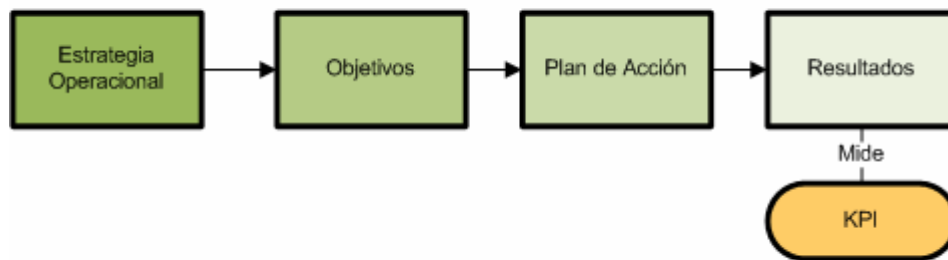 Estrategia
Operacional
Objetivos
Plan de Acción
Resultados
Mide
KPI